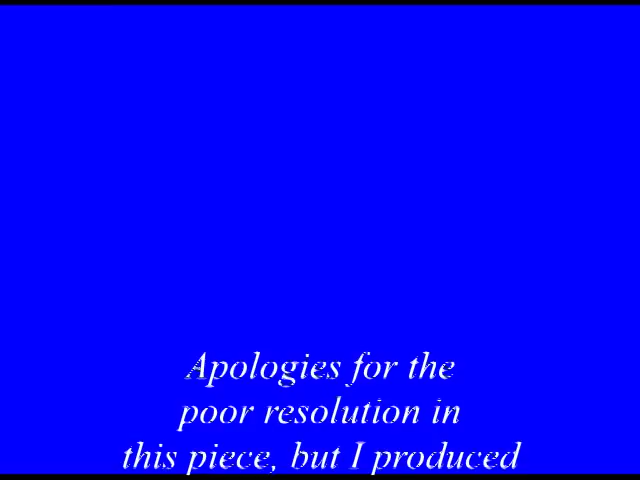 Apologies for the
poor resolution in
this piece, but I produced